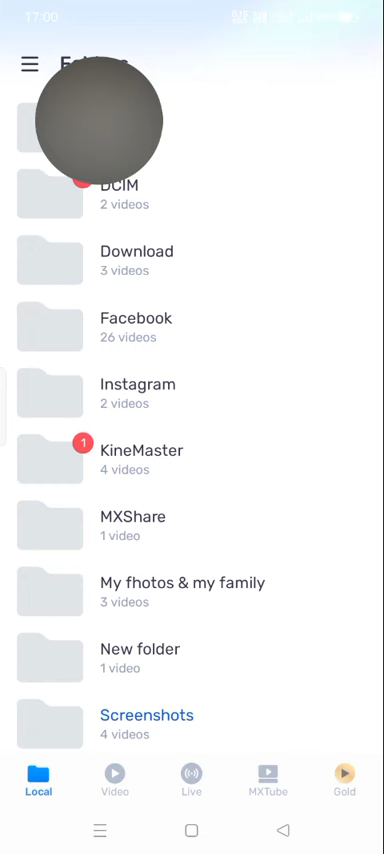 17:00
DCIM
2 videos
Download
3 videos
Facebook
26 videos
Instagram
2 videos
1
KineMaster
4 videos
MXShare
1 video
My fhotos & my family
3 videos
New folder
1 video
Screenshots
4 videos
Local
Video
Live
MXTube
Gold